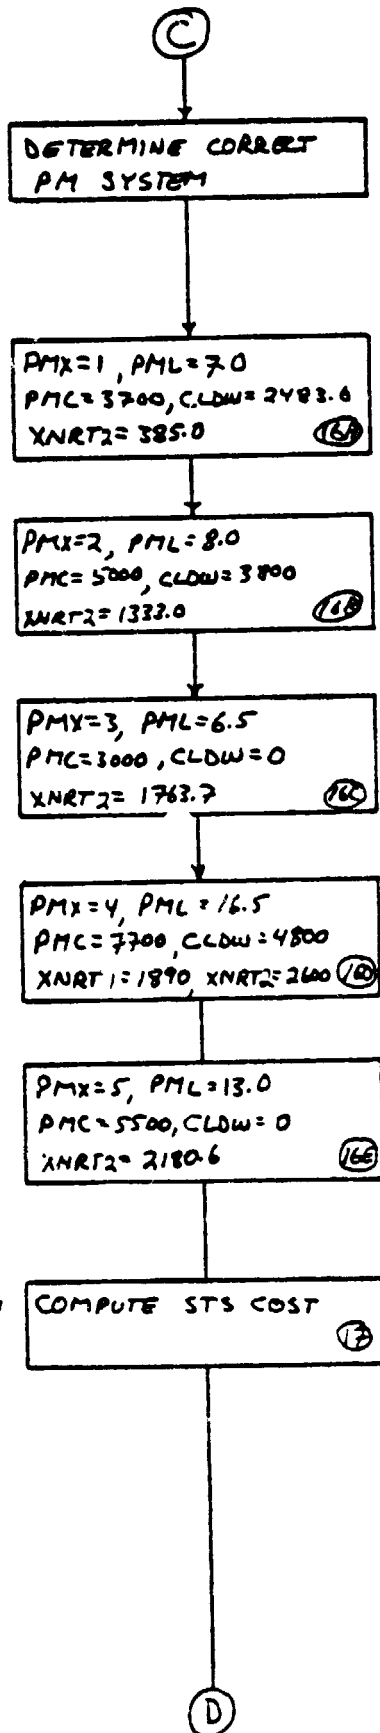 C
DETERMINE CORRECT
PM SYSTEM
PMX=1, PML=7.0
PMC=3700, CLDW=2483.6
XNRT2=385.0 16A
PMX=2, PML=8.0
PMC=5000, CLDW=3800
XNRT2=1333.0 16B
PMX=3, PML=6.5
PMC=3000, CLDW=0
XNRT2=1763.7 16C
PMX=4, PML=16.5
PMC=7700, CLDW=4800
XNRT1=1890, XNRT2=2600 16D
PMX=5, PML=13.0
PMC=5500, CLDW=0
XNRT2=2180.6 16E
COMPUTE STS COST
17
D